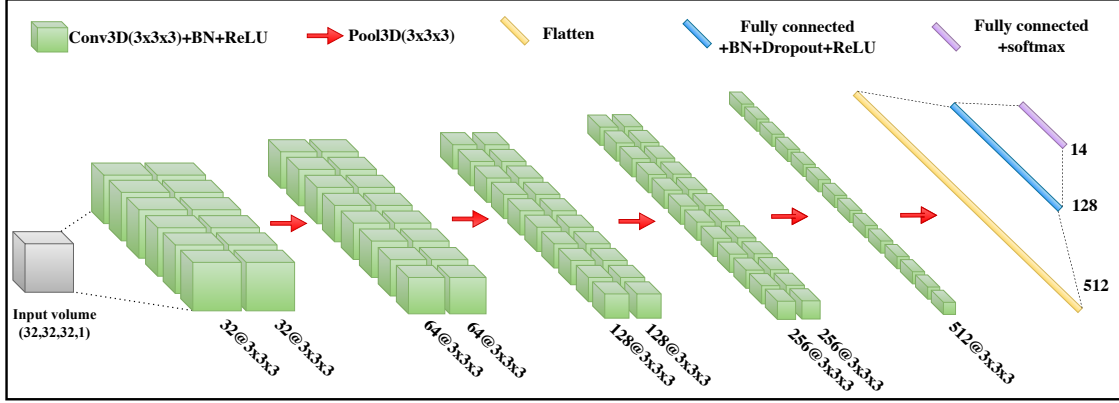 Conv3D(3x3x3)+BN+ReLU
Pool3D(3x3x3)
Flatten
Fully connected
+BN+Dropout+ReLU
Fully connected
+softmax
Input volume
(32,32,32,1)
32@3x3x3
32@3x3x3
64@3x3x3
64@3x3x3
128@3x3x3
128@3x3x3
256@3x3x3
256@3x3x3
512@3x3x3
512
128
14